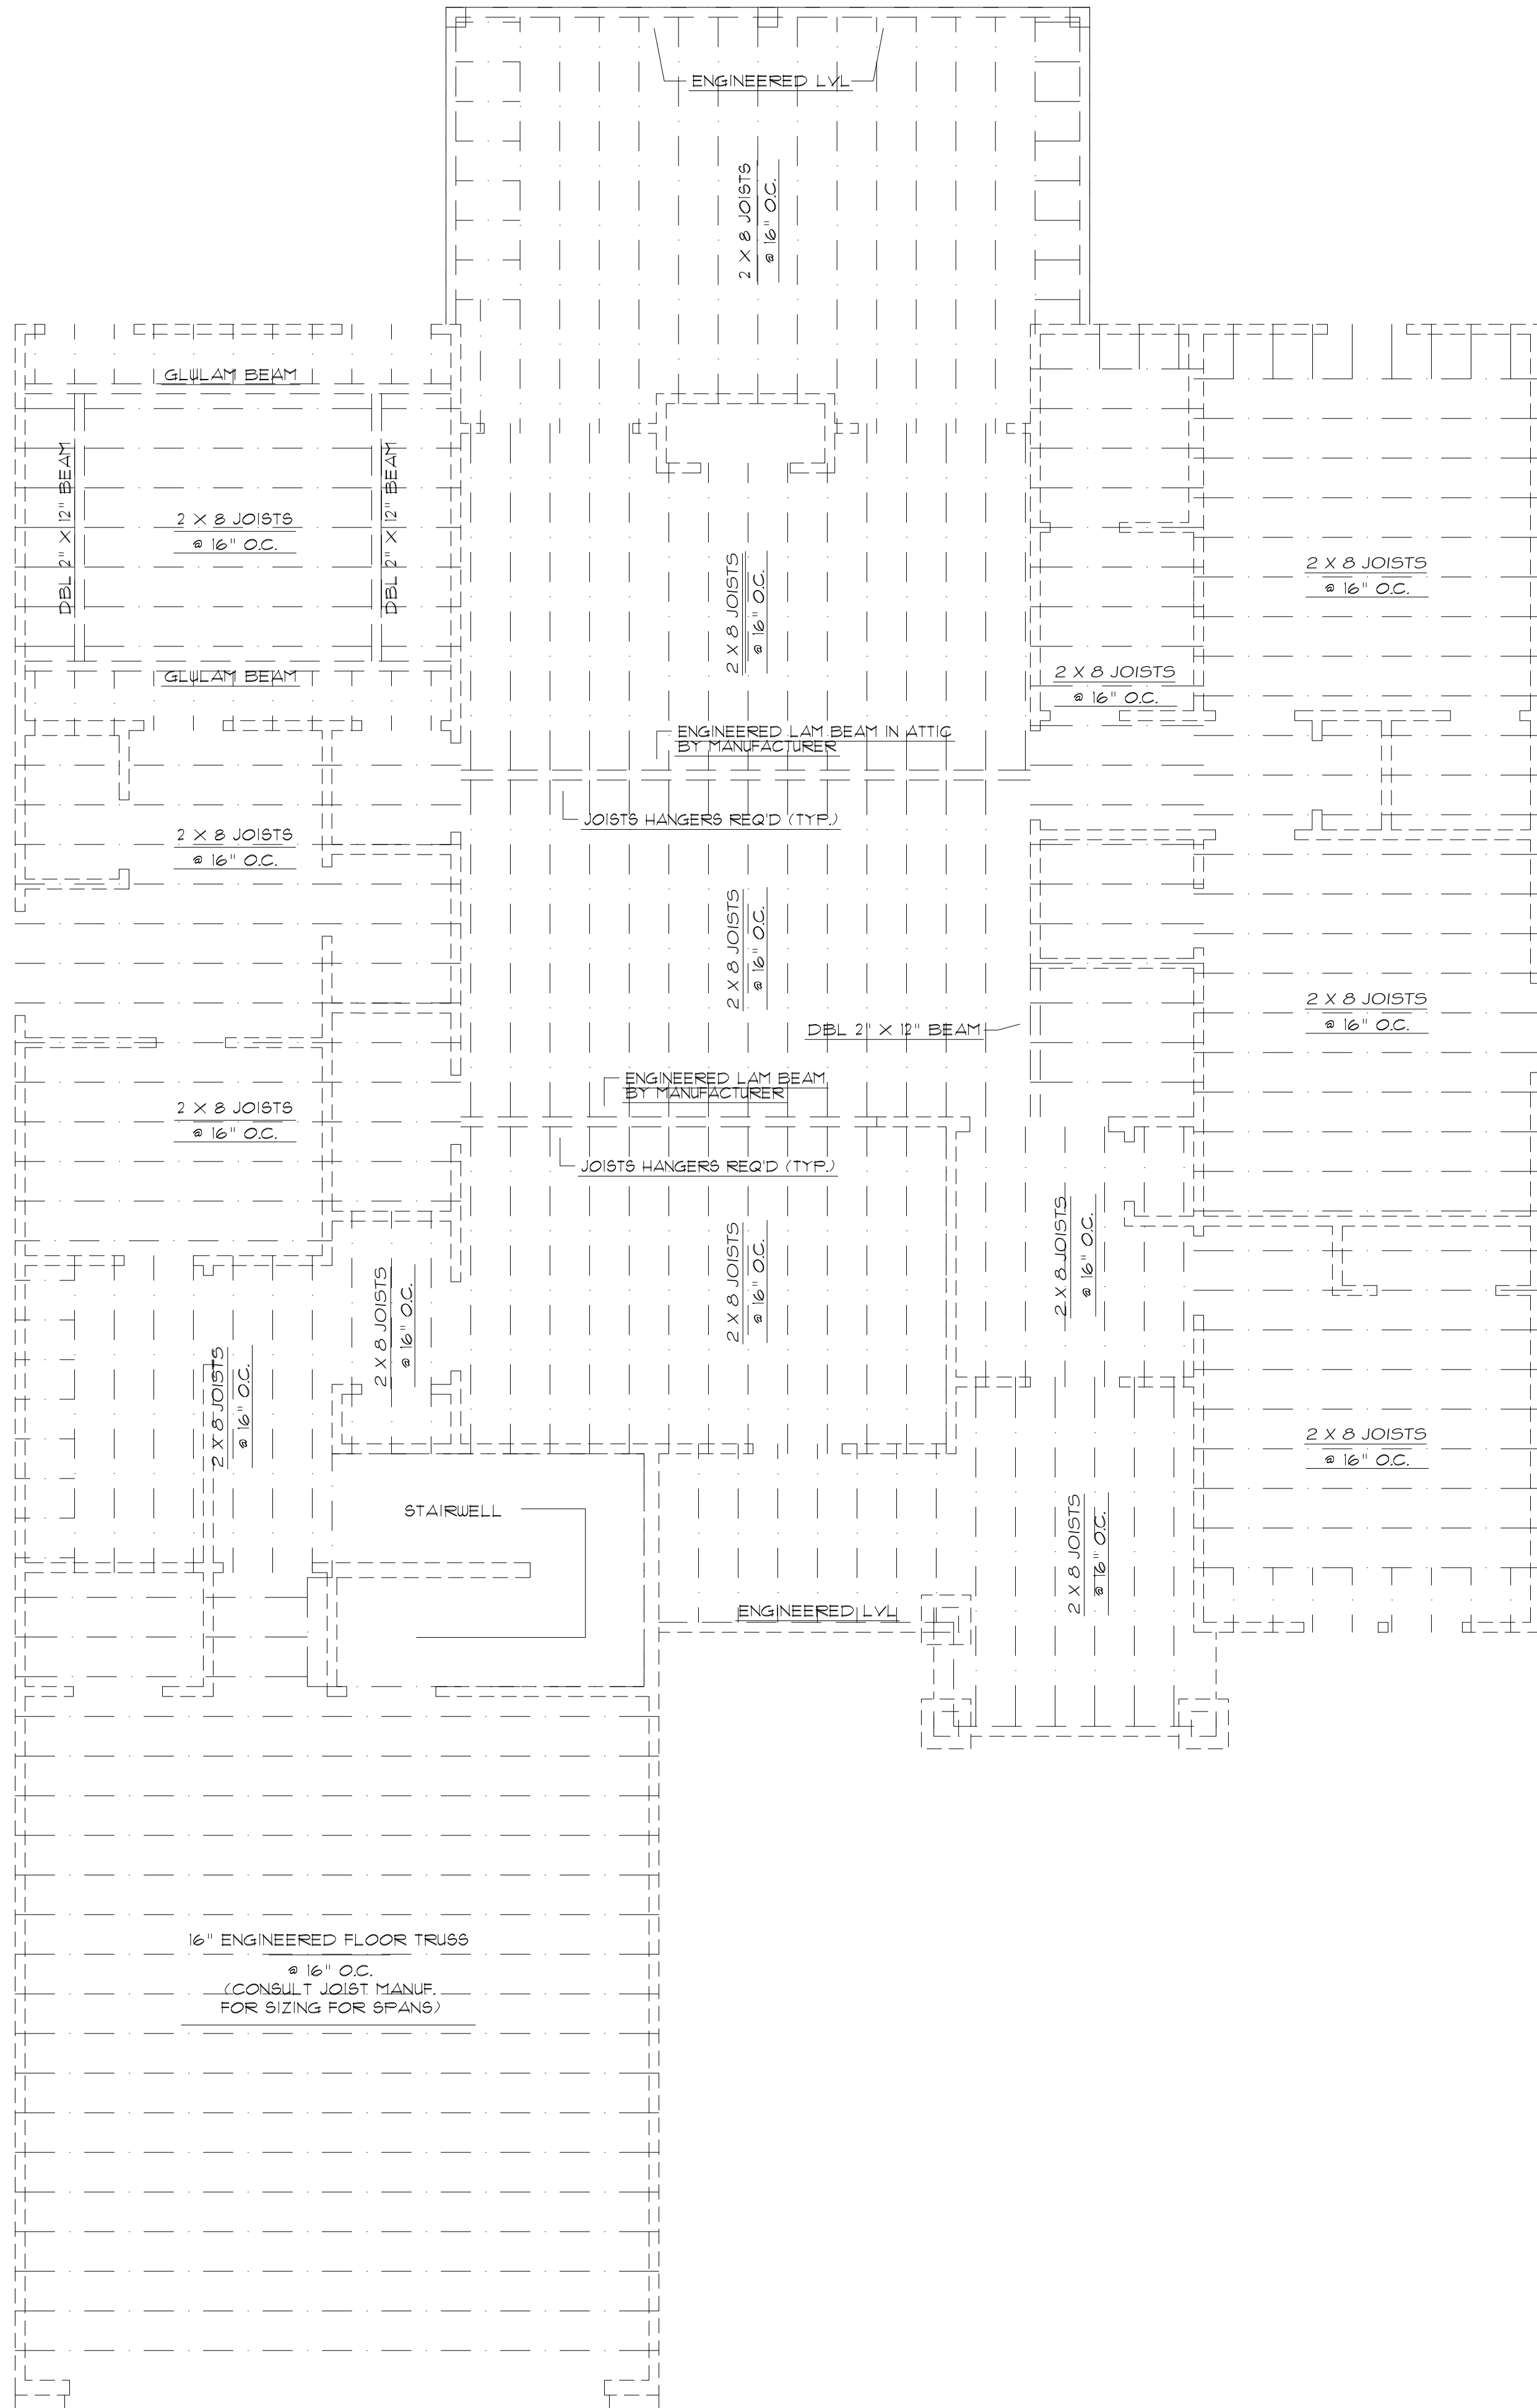 ENGINEERED LVL
2 X 8 JOISTS
@ 16" O.C.
GLULAM BEAM
DBL 2" X 12" BEAM
2 X 8 JOISTS
@ 16" O.C.
DBL 2" X 12" BEAM
GLULAM BEAM
2 X 8 JOISTS
@ 16" O.C.
2 X 8 JOISTS
@ 16" O.C.
2 X 8 JOISTS
@ 16" O.C.
ENGINEERED LAM BEAM IN ATTIC
BY MANUFACTURER
JOISTS HANGERS REQ'D (TYP.)
2 X 8 JOISTS
@ 16" O.C.
2 X 8 JOISTS
@ 16" O.C.
2 X 8 JOISTS
@ 16" O.C.
DBL 2" X 12" BEAM
ENGINEERED LAM BEAM
BY MANUFACTURER
2 X 8 JOISTS
@ 16" O.C.
JOISTS HANGERS REQ'D (TYP.)
2 X 8 JOISTS
@ 16" O.C.
2 X 8 JOISTS
@ 16" O.C.
2 X 8 JOISTS
@ 16" O.C.
2 X 8 JOISTS
@ 16" O.C.
2 X 8 JOISTS
@ 16" O.C.
STAIRWELL
2 X 8 JOISTS
@ 16" O.C.
ENGINEERED LVL
16" ENGINEERED FLOOR TRUSS
@ 16" O.C.
(CONSULT JOIST MANUF.
FOR SIZING FOR SPANS)